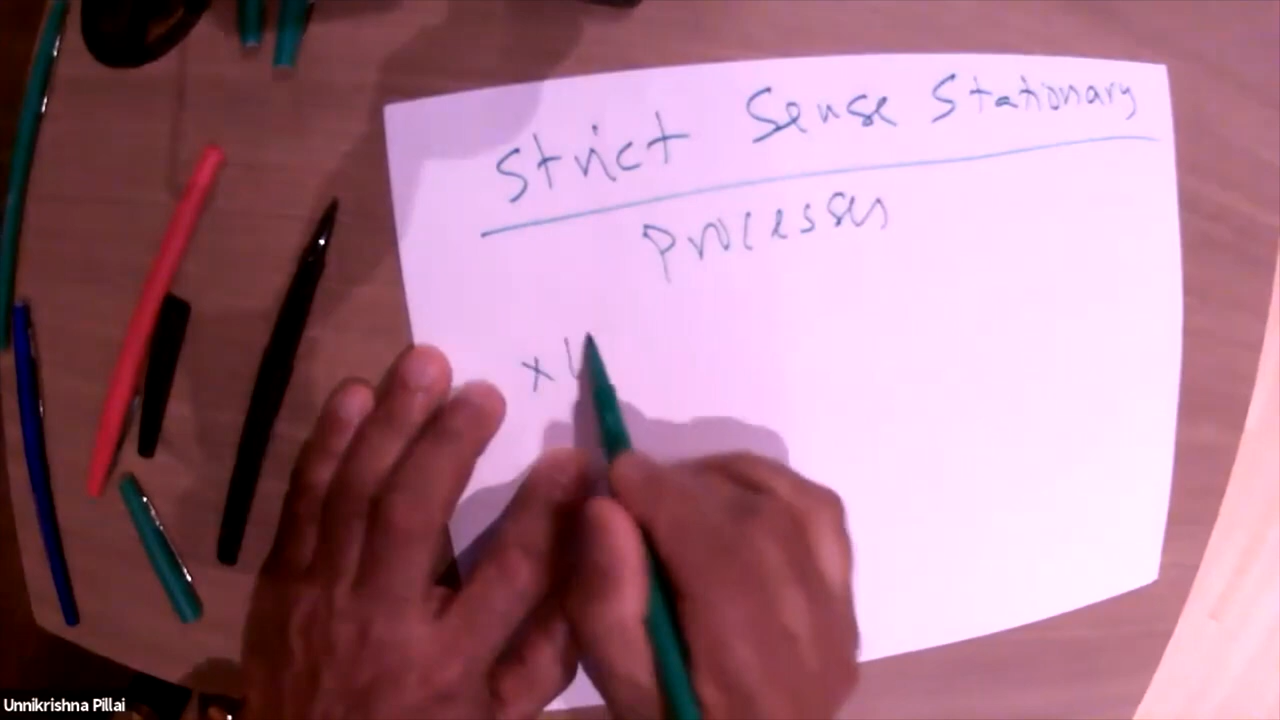 Strict Sense Stationary
Processes
x(
Unnikrishna Pillai